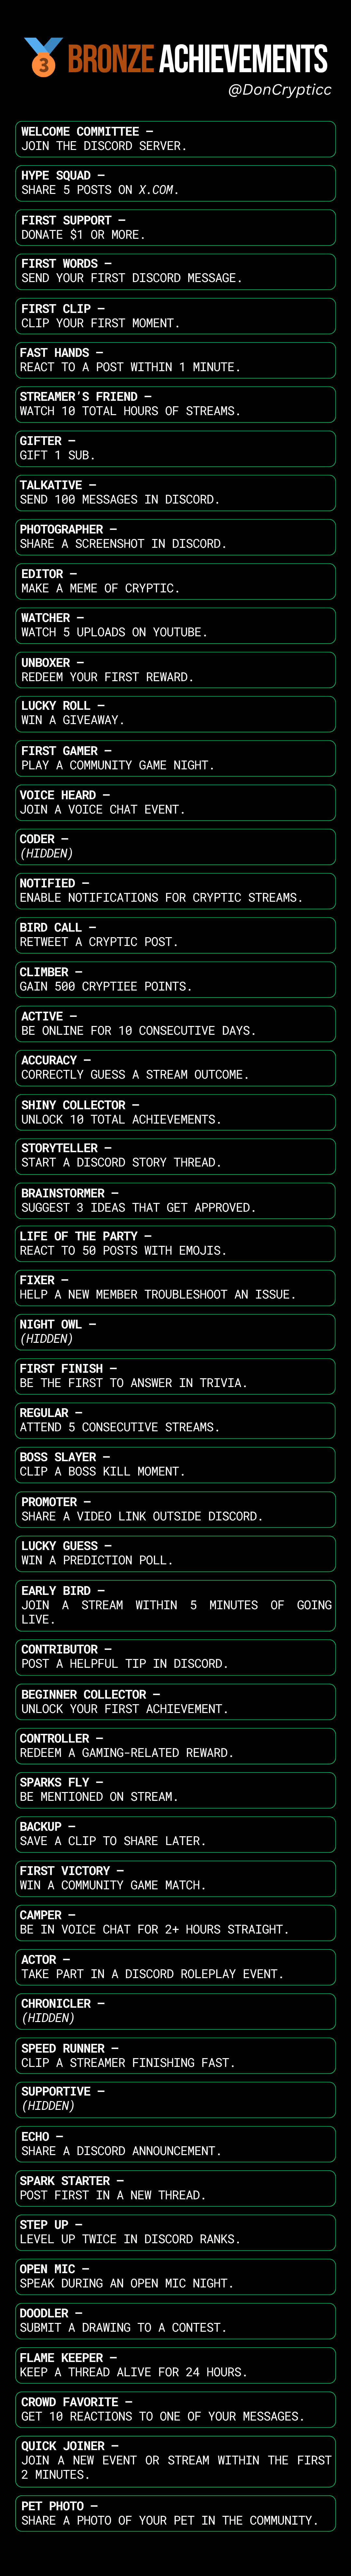 3 BRONZE ACHIEVEMENTS
@DonCrypticc
WELCOME COMMITTEE –
JOIN THE DISCORD SERVER.
HYPE SQUAD –
SHARE 5 POSTS ON X.COM.
FIRST SUPPORT –
DONATE $1 OR MORE.
FIRST WORDS –
SEND YOUR FIRST DISCORD MESSAGE.
FIRST CLIP –
CLIP YOUR FIRST MOMENT.
FAST HANDS –
REACT TO A POST WITHIN 1 MINUTE.
STREAMER’S FRIEND –
WATCH 10 TOTAL HOURS OF STREAMS.
GIFTER –
GIFT 1 SUB.
TALKATIVE –
SEND 100 MESSAGES IN DISCORD.
PHOTOGRAPHER –
SHARE A SCREENSHOT IN DISCORD.
EDITOR –
MAKE A MEME OF CRYPTIC.
WATCHER –
WATCH 5 UPLOADS ON YOUTUBE.
UNBOXER –
REDEEM YOUR FIRST REWARD.
LUCKY ROLL –
WIN A GIVEAWAY.
FIRST GAMER –
PLAY A COMMUNITY GAME NIGHT.
VOICE HEARD –
JOIN A VOICE CHAT EVENT.
CODER –
(HIDDEN)
NOTIFIED –
ENABLE NOTIFICATIONS FOR CRYPTIC STREAMS.
BIRD CALL –
RETWEET A CRYPTIC POST.
CLIMBER –
GAIN 500 CRYPTIEE POINTS.
ACTIVE –
BE ONLINE FOR 10 CONSECUTIVE DAYS.
ACCURACY –
CORRECTLY GUESS A STREAM OUTCOME.
SHINY COLLECTOR –
UNLOCK 10 TOTAL ACHIEVEMENTS.
STORYTELLER –
START A DISCORD STORY THREAD.
BRAINSTORMER –
SUGGEST 3 IDEAS THAT GET APPROVED.
LIFE OF THE PARTY –
REACT TO 50 POSTS WITH EMOJIS.
FIXER –
HELP A NEW MEMBER TROUBLESHOOT AN ISSUE.
NIGHT OWL –
(HIDDEN)
FIRST FINISH –
BE THE FIRST TO ANSWER IN TRIVIA.
REGULAR –
ATTEND 5 CONSECUTIVE STREAMS.
BOSS SLAYER –
CLIP A BOSS KILL MOMENT.
PROMOTER –
SHARE A VIDEO LINK OUTSIDE DISCORD.
LUCKY GUESS –
WIN A PREDICTION POLL.
EARLY BIRD –
JOIN A STREAM WITHIN 5 MINUTES OF GOING
LIVE.
CONTRIBUTOR –
POST A HELPFUL TIP IN DISCORD.
BEGINNER COLLECTOR –
UNLOCK YOUR FIRST ACHIEVEMENT.
CONTROLLER –
REDEEM A GAMING-RELATED REWARD.
SPARKS FLY –
BE MENTIONED ON STREAM.
BACKUP –
SAVE A CLIP TO SHARE LATER.
FIRST VICTORY –
WIN A COMMUNITY GAME MATCH.
CAMPER –
BE IN VOICE CHAT FOR 2+ HOURS STRAIGHT.
ACTOR –
TAKE PART IN A DISCORD ROLEPLAY EVENT.
CHRONICLER –
(HIDDEN)
SPEED RUNNER –
CLIP A STREAMER FINISHING FAST.
SUPPORTIVE –
(HIDDEN)
ECHO –
SHARE A DISCORD ANNOUNCEMENT.
SPARK STARTER –
POST FIRST IN A NEW THREAD.
STEP UP –
LEVEL UP TWICE IN DISCORD RANKS.
OPEN MIC –
SPEAK DURING AN OPEN MIC NIGHT.
DOODLER –
SUBMIT A DRAWING TO A CONTEST.
FLAME KEEPER –
KEEP A THREAD ALIVE FOR 24 HOURS.
CROWD FAVORITE –
GET 10 REACTIONS TO ONE OF YOUR MESSAGES.
QUICK JOINER –
JOIN A NEW EVENT OR STREAM WITHIN THE FIRST
2 MINUTES.
PET PHOTO –
SHARE A PHOTO OF YOUR PET IN THE COMMUNITY.